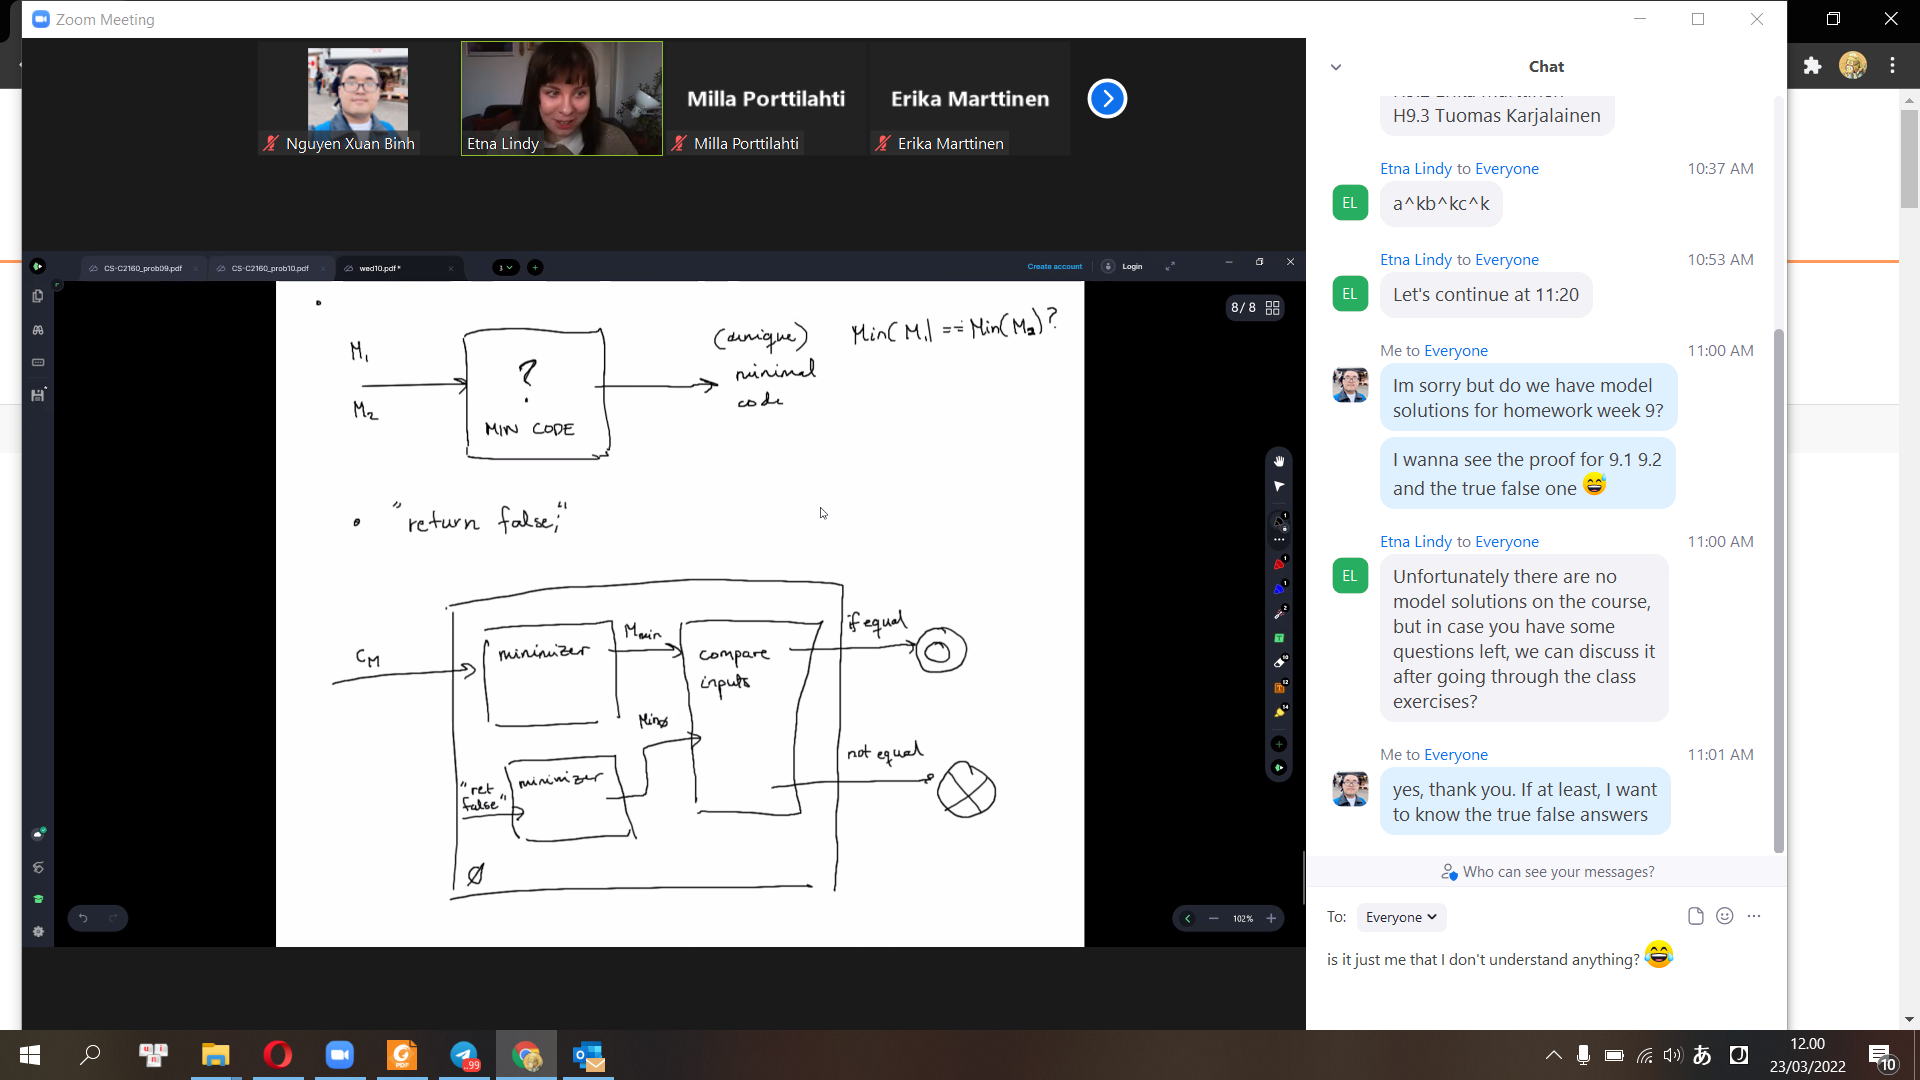 Zoom Meeting
Nguyen Xuan Binh
Etna Lindy
Milla Porttilahti
Milla Porttilahti
Erika Marttinen
Erika Marttinen
CS-C2160_prob09.pdf
CS-C2160_prob10.pdf
wed10.pdf*
3
Create account
Login
8/8
M₁
M₂
?
MIN CODE
(unique)
minimal
code
Min(M₁) == Min(M₂)?
• "return false;"
C_M
minimizer
M_min
compare
inputs
if equal
"ret
false"
minimizer
Min∅
not equal
∅
102%
Chat
H9.3 Tuomas Karjalainen
Etna Lindy to Everyone 10:37 AM
EL
a^kb^kc^k
Etna Lindy to Everyone 10:53 AM
EL
Let's continue at 11:20
Me to Everyone 11:00 AM
Im sorry but do we have model
solutions for homework week 9?
I wanna see the proof for 9.1 9.2
and the true false one 😅
Etna Lindy to Everyone 11:00 AM
EL
Unfortunately there are no
model solutions on the course,
but in case you have some
questions left, we can discuss it
after going through the class
exercises?
Me to Everyone 11:01 AM
yes, thank you. If at least, I want
to know the true false answers
Who can see your messages?
To: Everyone
is it just me that I don't understand anything? 😂
..99
あ
12.00
23/03/2022
10